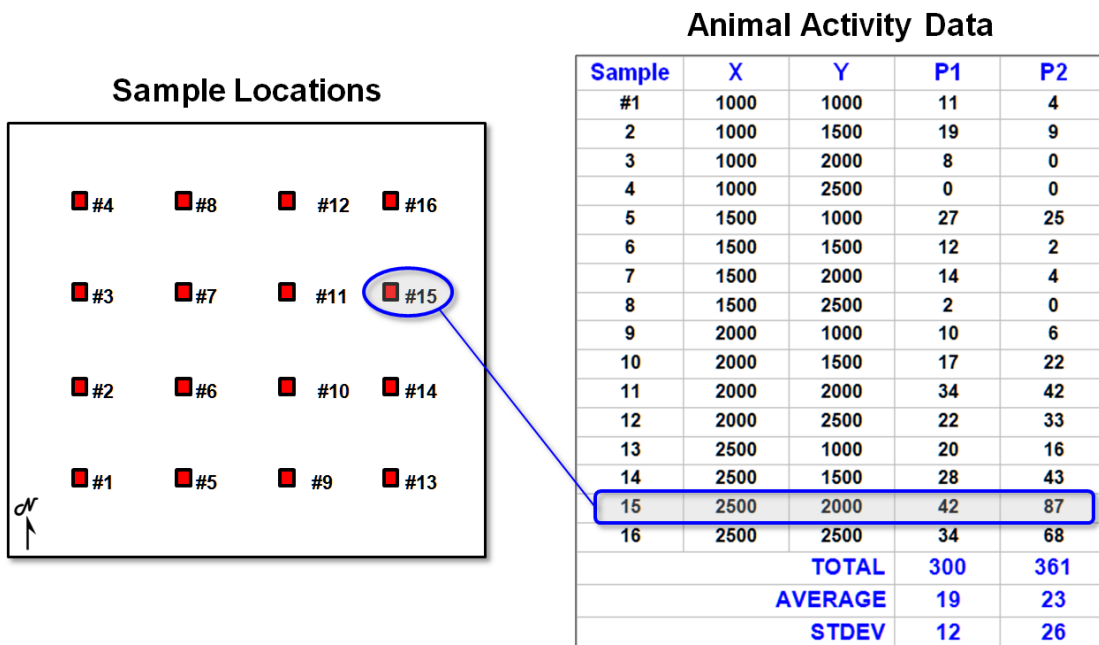 Animal Activity Data
Sample Locations
#4 #8 #12 #16
#3 #7 #11 #15
#2 #6 #10 #14
#1 #5 #9 #13
N
Sample X Y P1 P2
#1 1000 1000 11 4
2 1000 1500 19 9
3 1000 2000 8 0
4 1000 2500 0 0
5 1500 1000 27 25
6 1500 1500 12 2
7 1500 2000 14 4
8 1500 2500 2 0
9 2000 1000 10 6
10 2000 1500 17 22
11 2000 2000 34 42
12 2000 2500 22 33
13 2500 1000 20 16
14 2500 1500 28 43
15 2500 2000 42 87
16 2500 2500 34 68
TOTAL 300 361
AVERAGE 19 23
STDEV 12 26